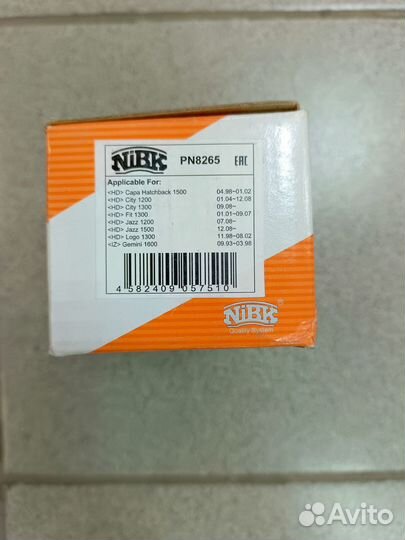 NiBK PN8265 EAC
Applicable For:
<HD> Capa Hatchback 1500 04.98~01.02
<HD> City 1200 01.04~12.08
<HD> City 1300 09.08~
<HD> Fit 1300 01.01~09.07
<HD> Jazz 1200 07.08~
<HD> Jazz 1500 12.08~
<HD> Logo 1300 11.98~08.02
<IZ> Gemini 1600 09.93~03.98
4 582409 057510
NiBK ®
Quality System
Avito